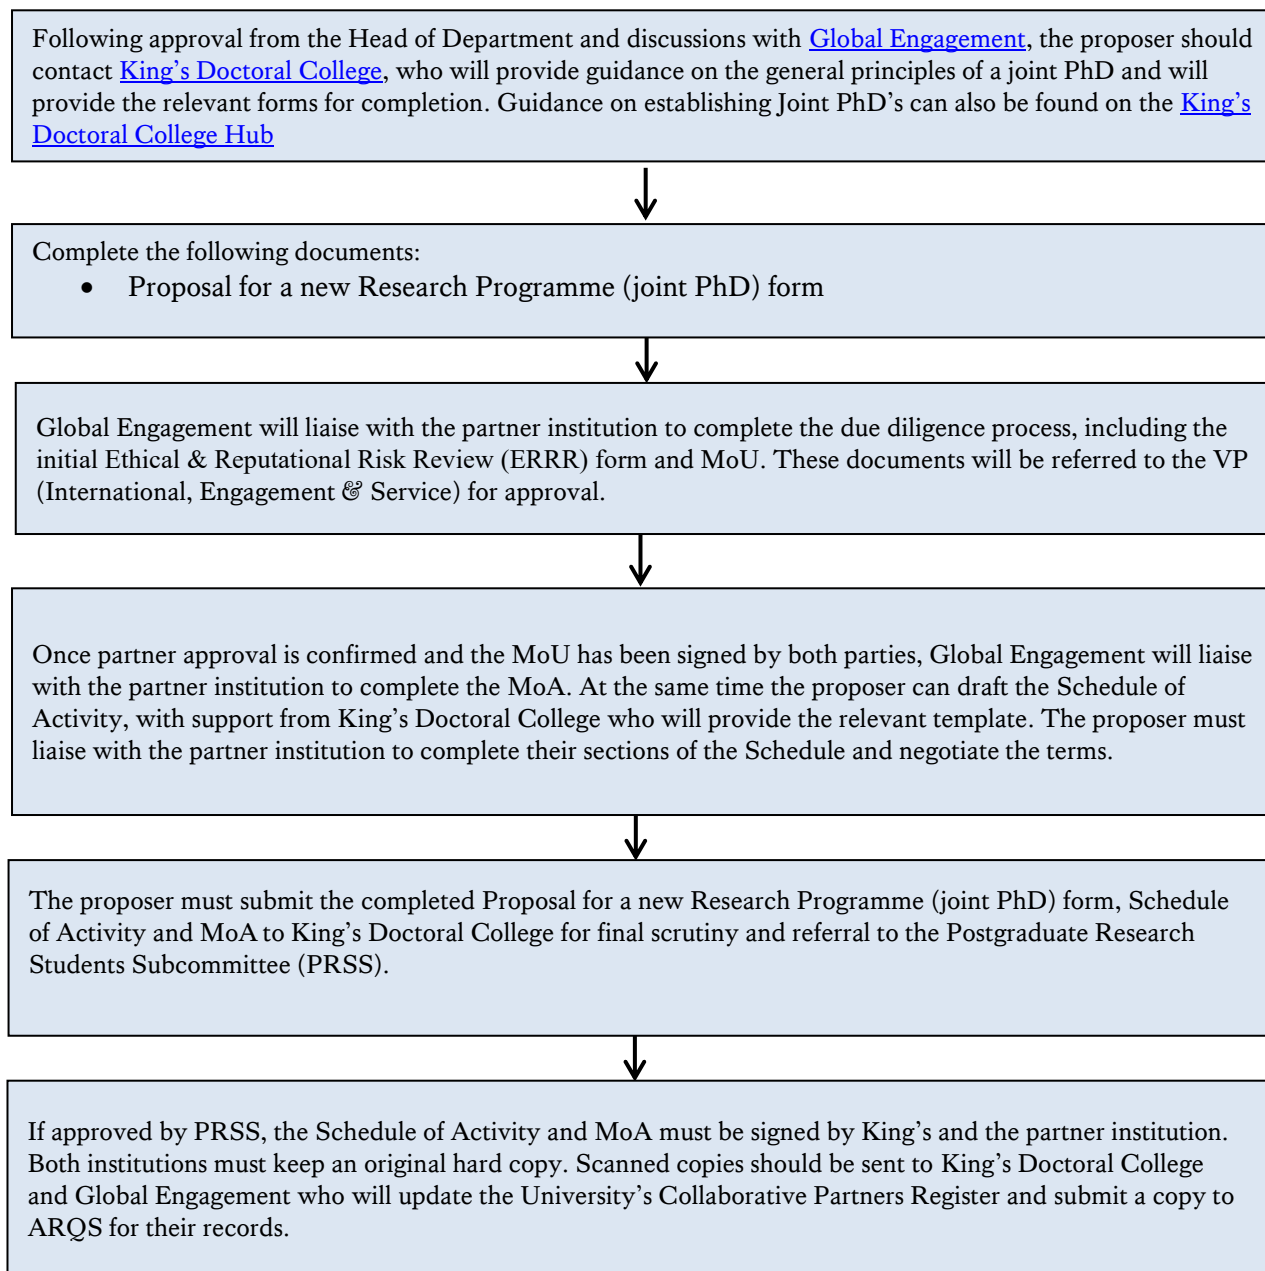 Following approval from the Head of Department and discussions with Global Engagement, the proposer should
contact King’s Doctoral College, who will provide guidance on the general principles of a joint PhD and will
provide the relevant forms for completion. Guidance on establishing Joint PhD’s can also be found on the King’s
Doctoral College Hub
Complete the following documents:
• Proposal for a new Research Programme (joint PhD) form
Global Engagement will liaise with the partner institution to complete the due diligence process, including the
initial Ethical & Reputational Risk Review (ERRR) form and MoU. These documents will be referred to the VP
(International, Engagement & Service) for approval.
Once partner approval is confirmed and the MoU has been signed by both parties, Global Engagement will liaise
with the partner institution to complete the MoA. At the same time the proposer can draft the Schedule of
Activity, with support from King’s Doctoral College who will provide the relevant template. The proposer must
liaise with the partner institution to complete their sections of the Schedule and negotiate the terms.
The proposer must submit the completed Proposal for a new Research Programme (joint PhD) form, Schedule
of Activity and MoA to King’s Doctoral College for final scrutiny and referral to the Postgraduate Research
Students Subcommittee (PRSS).
If approved by PRSS, the Schedule of Activity and MoA must be signed by King’s and the partner institution.
Both institutions must keep an original hard copy. Scanned copies should be sent to King’s Doctoral College
and Global Engagement who will update the University’s Collaborative Partners Register and submit a copy to
ARQS for their records.